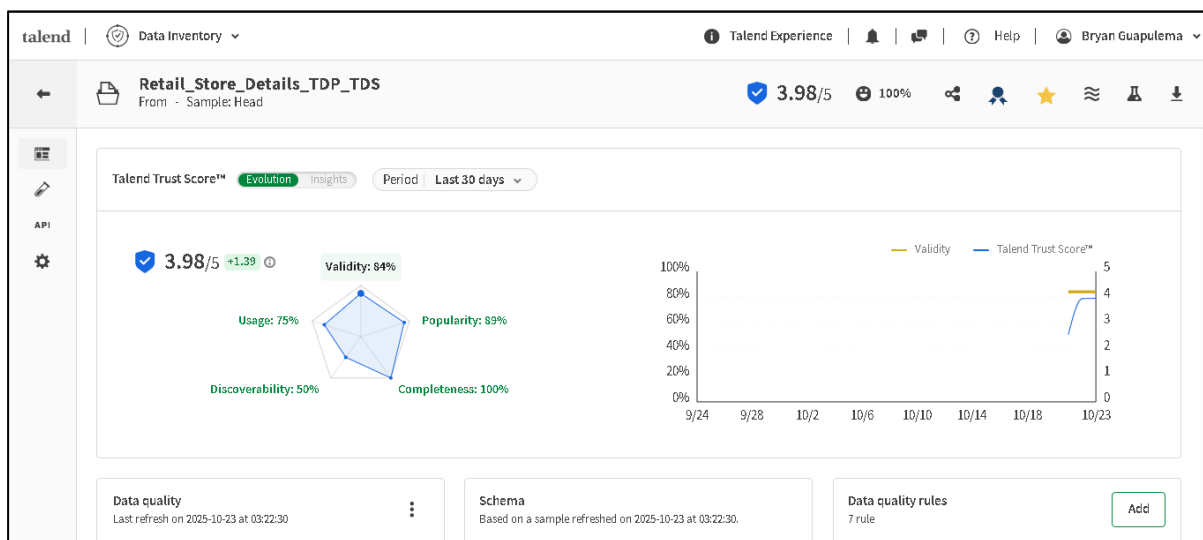 talend | Data Inventory
Talend Experience | | | Help | Bryan Guapulema
Retail_Store_Details_TDP_TDS
From - Sample: Head
3.98/5 100%
API
Talend Trust Score™ Evolution Insights Period | Last 30 days
3.98/5 +1.39
Validity: 84%
Usage: 75%
Popularity: 89%
Discoverability: 50%
Completeness: 100%
Validity Talend Trust Score™
100% 5
80% 4
60% 3
40% 2
20% 1
0% 0
9/24 9/28 10/2 10/6 10/10 10/14 10/18 10/23
Data quality
Last refresh on 2025-10-23 at 03:22:30
Schema
Based on a sample refreshed on 2025-10-23 at 03:22:30.
Data quality rules
7 rule
Add